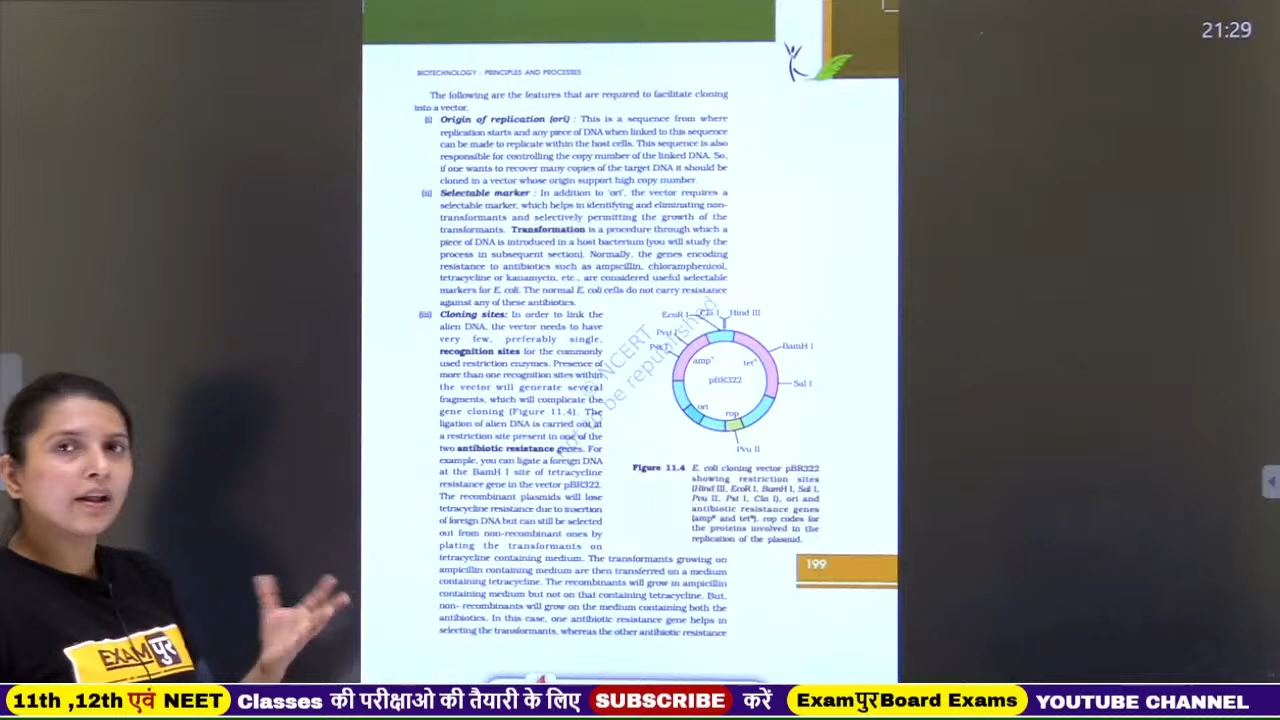 21:29
BIOTECHNOLOGY : PRINCIPLES AND PROCESSES
The following are the features that are required to facilitate cloning
into a vector.
(i) Origin of replication (ori) : This is a sequence from where
replication starts and any piece of DNA when linked to this sequence
can be made to replicate within the host cells. This sequence is also
responsible for controlling the copy number of the linked DNA. So,
if one wants to recover many copies of the target DNA it should be
cloned in a vector whose origin support high copy number.
(ii) Selectable marker : In addition to 'ori', the vector requires a
selectable marker, which helps in identifying and eliminating non-
transformants and selectively permitting the growth of the
transformants. Transformation is a procedure through which a
piece of DNA is introduced in a host bacterium (you will study the
process in subsequent section). Normally, the genes encoding
resistance to antibiotics such as ampicillin, chloramphenicol,
tetracycline or kanamycin, etc., are considered useful selectable
markers for E. coli. The normal E. coli cells do not carry resistance
against any of these antibiotics.
(iii) Cloning sites: In order to link the
alien DNA, the vector needs to have
very few, preferably single,
recognition sites for the commonly
used restriction enzymes. Presence of
more than one recognition sites within
the vector will generate several
fragments, which will complicate the
gene cloning (Figure 11.4). The
ligation of alien DNA is carried out at
a restriction site present in one of the
two antibiotic resistance genes. For
example, you can ligate a foreign DNA
at the BamH I site of tetracycline
resistance gene in the vector pBR322.
The recombinant plasmids will lose
tetracycline resistance due to insertion
of foreign DNA but can still be selected
out from non-recombinant ones by
plating the transformants on
tetracycline containing medium. The transformants growing on
ampicillin containing medium are then transferred on a medium
containing tetracycline. The recombinants will grow in ampicillin
containing medium but not on that containing tetracycline. But,
non- recombinants will grow on the medium containing both the
antibiotics. In this case, one antibiotic resistance gene helps in
selecting the transformants, whereas the other antibiotic resistance
EcoR I Cla I Hind III
Pvu I
Pst I
BamH I
ampᴿ tetᴿ
pBR322
Sal I
ori
rop
Pvu II
© NCERT
not to be republished
Figure 11.4 E. coli cloning vector pBR322
showing restriction sites
(Hind III, EcoR I, BamH I, Sal I,
Pvu II, Pst I, Cla I), ori and
antibiotic resistance genes
(ampᴿ and tetᴿ). rop codes for
the proteins involved in the
replication of the plasmid.
199
EXAMपुर
11th ,12th एवं NEET Classes की परीक्षाओ की तैयारी के लिए SUBSCRIBE करें ExamपुरBoard Exams YOUTUBE CHANNEL